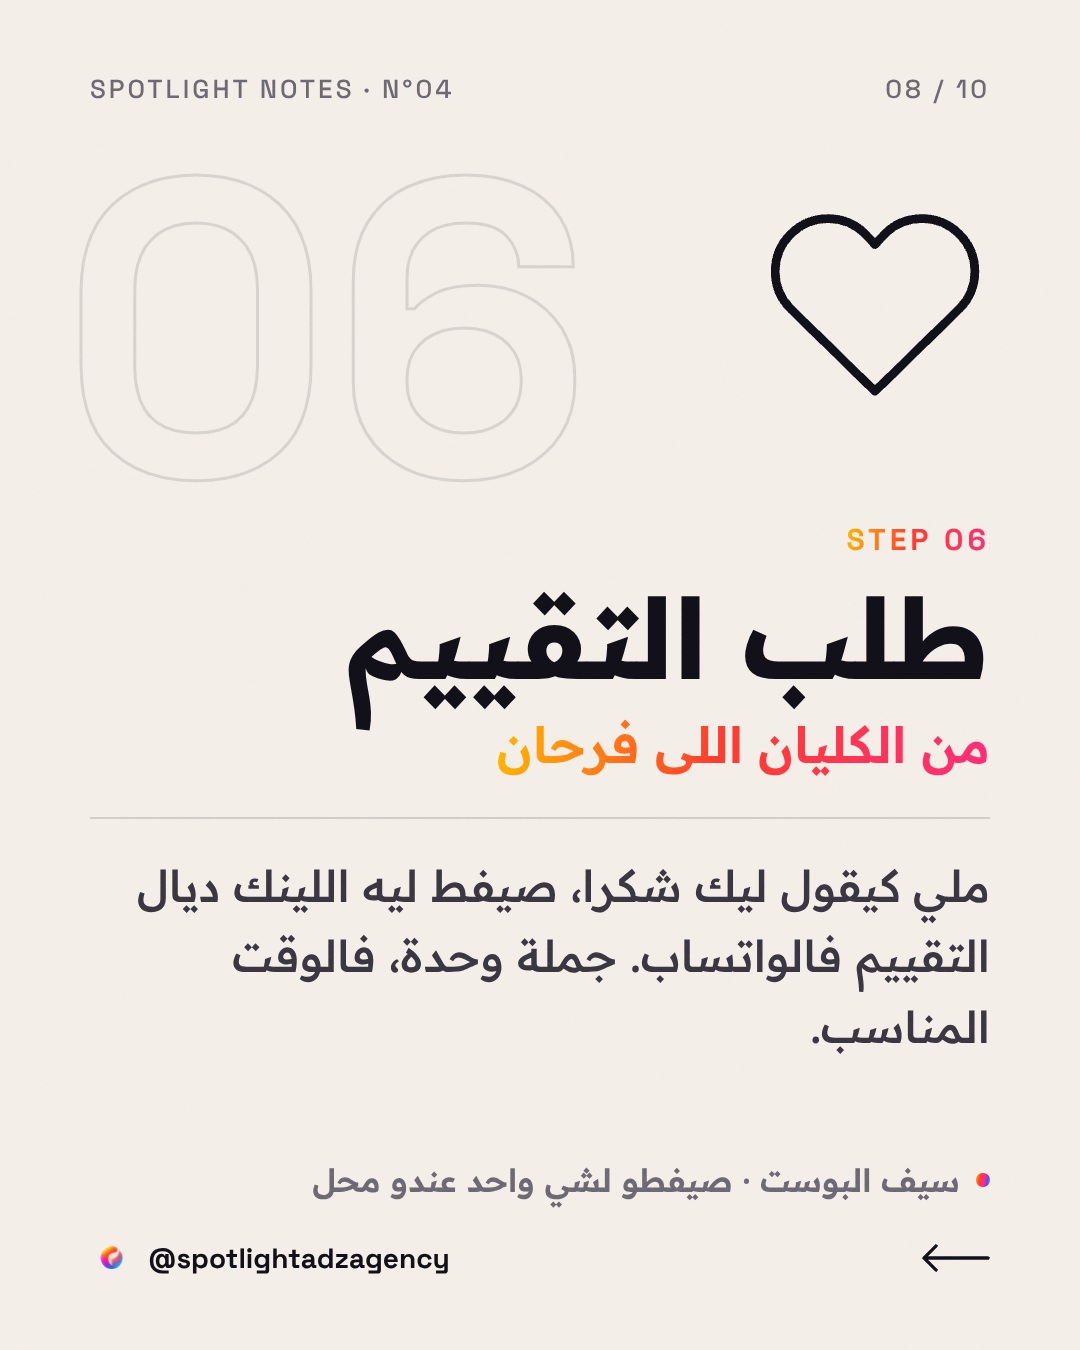 SPOTLIGHT NOTES · N°04
08 / 10
06
STEP 06
طلب التقييم
من الكليان اللى فرحان
ملي كيقول ليك شكرا، صيفط ليه اللينك ديال
التقييم فالواتساب. جملة وحدة، فالوقت
المناسب.
سيف البوست · صيفطو لشي واحد عندو محل
@spotlightadzagency